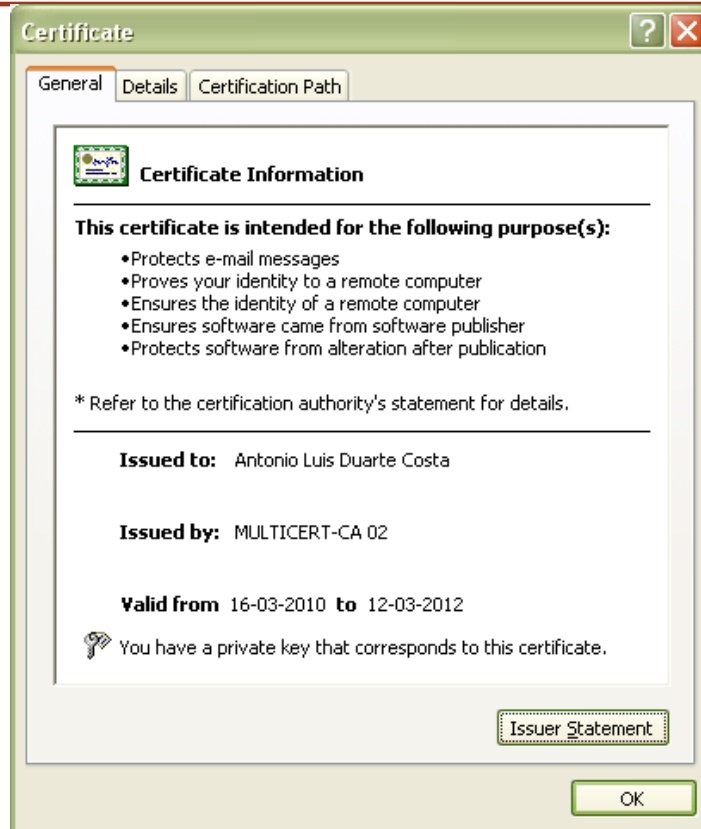 Certificate
General Details Certification Path
Certificate Information
This certificate is intended for the following purpose(s):
•Protects e-mail messages
•Proves your identity to a remote computer
•Ensures the identity of a remote computer
•Ensures software came from software publisher
•Protects software from alteration after publication
* Refer to the certification authority's statement for details.
Issued to: Antonio Luis Duarte Costa
Issued by: MULTICERT-CA 02
Valid from 16-03-2010 to 12-03-2012
You have a private key that corresponds to this certificate.
Issuer Statement
OK